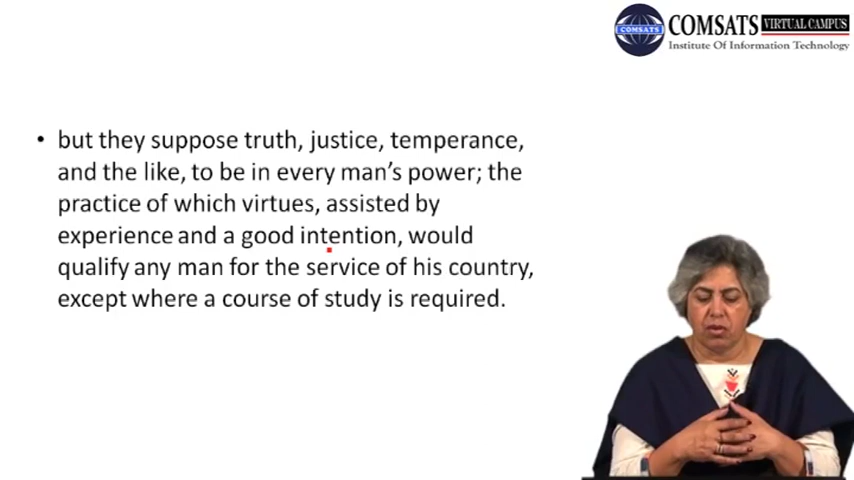 COMSATS VIRTUAL CAMPUS
COMSATS
Institute Of Information Technology
• but they suppose truth, justice, temperance,
and the like, to be in every man’s power; the
practice of which virtues, assisted by
experience and a good intention, would
qualify any man for the service of his country,
except where a course of study is required.